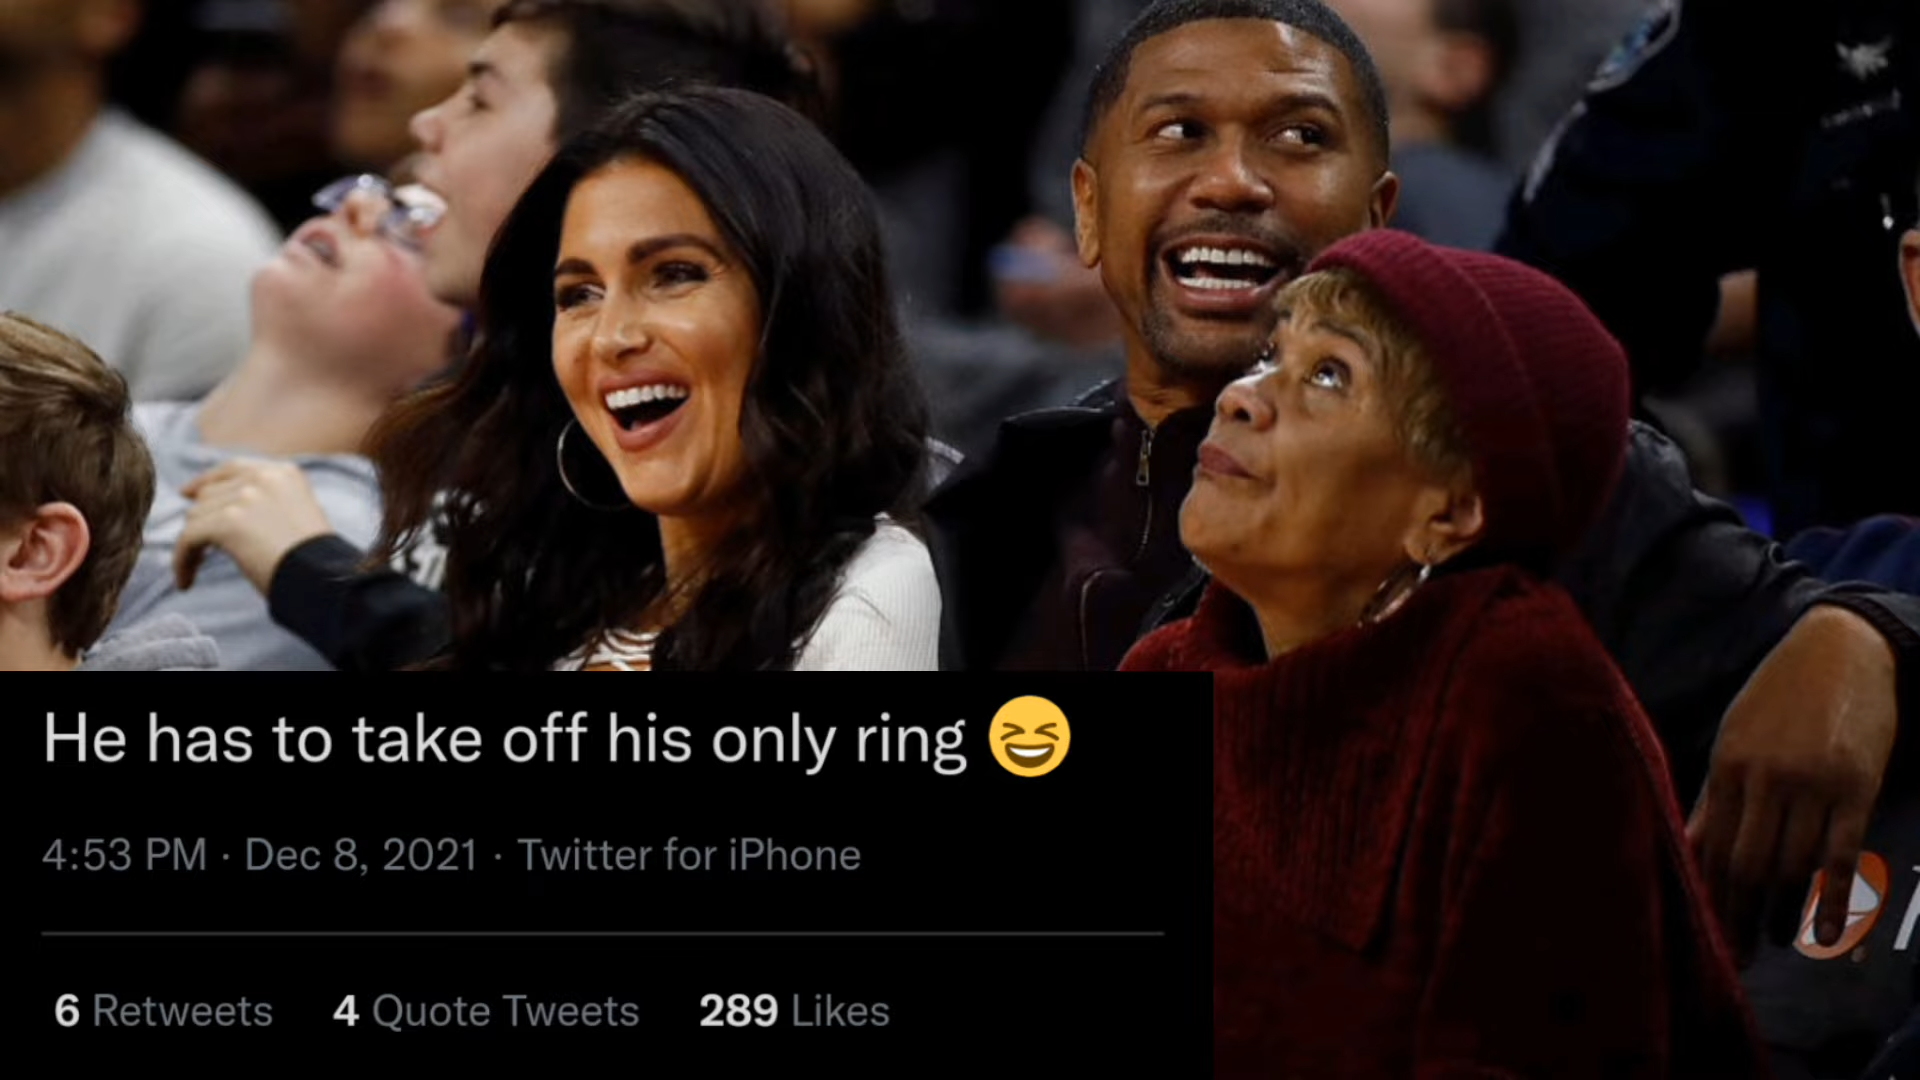 He has to take off his only ring 😆
4:53 PM · Dec 8, 2021 · Twitter for iPhone
6 Retweets 4 Quote Tweets 289 Likes